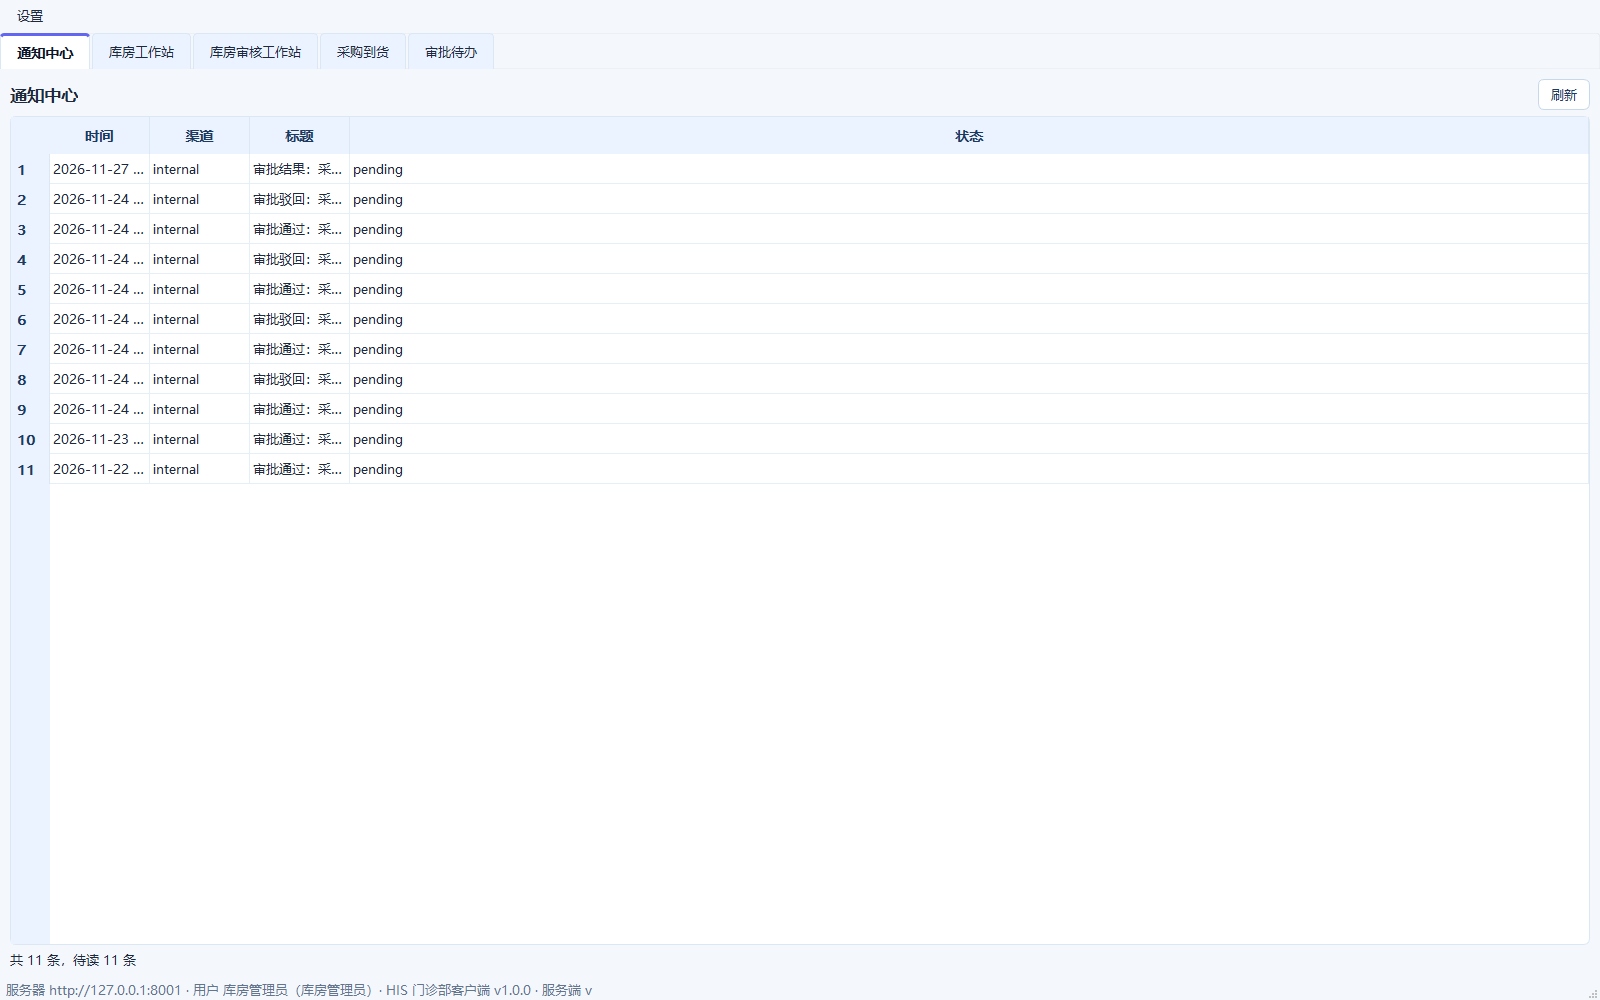 设置
通知中心 库房工作站 库房审核工作站 采购到货 审批待办
通知中心 刷新
时间 渠道 标题 状态
1 2026-11-27 ... internal 审批结果：采... pending
2 2026-11-24 ... internal 审批驳回：采... pending
3 2026-11-24 ... internal 审批通过：采... pending
4 2026-11-24 ... internal 审批驳回：采... pending
5 2026-11-24 ... internal 审批通过：采... pending
6 2026-11-24 ... internal 审批驳回：采... pending
7 2026-11-24 ... internal 审批通过：采... pending
8 2026-11-24 ... internal 审批驳回：采... pending
9 2026-11-24 ... internal 审批通过：采... pending
10 2026-11-23 ... internal 审批通过：采... pending
11 2026-11-22 ... internal 审批通过：采... pending
共 11 条，待读 11 条
服务器 http://127.0.0.1:8001 · 用户 库房管理员（库房管理员）· HIS 门诊部客户端 v1.0.0 · 服务端 v